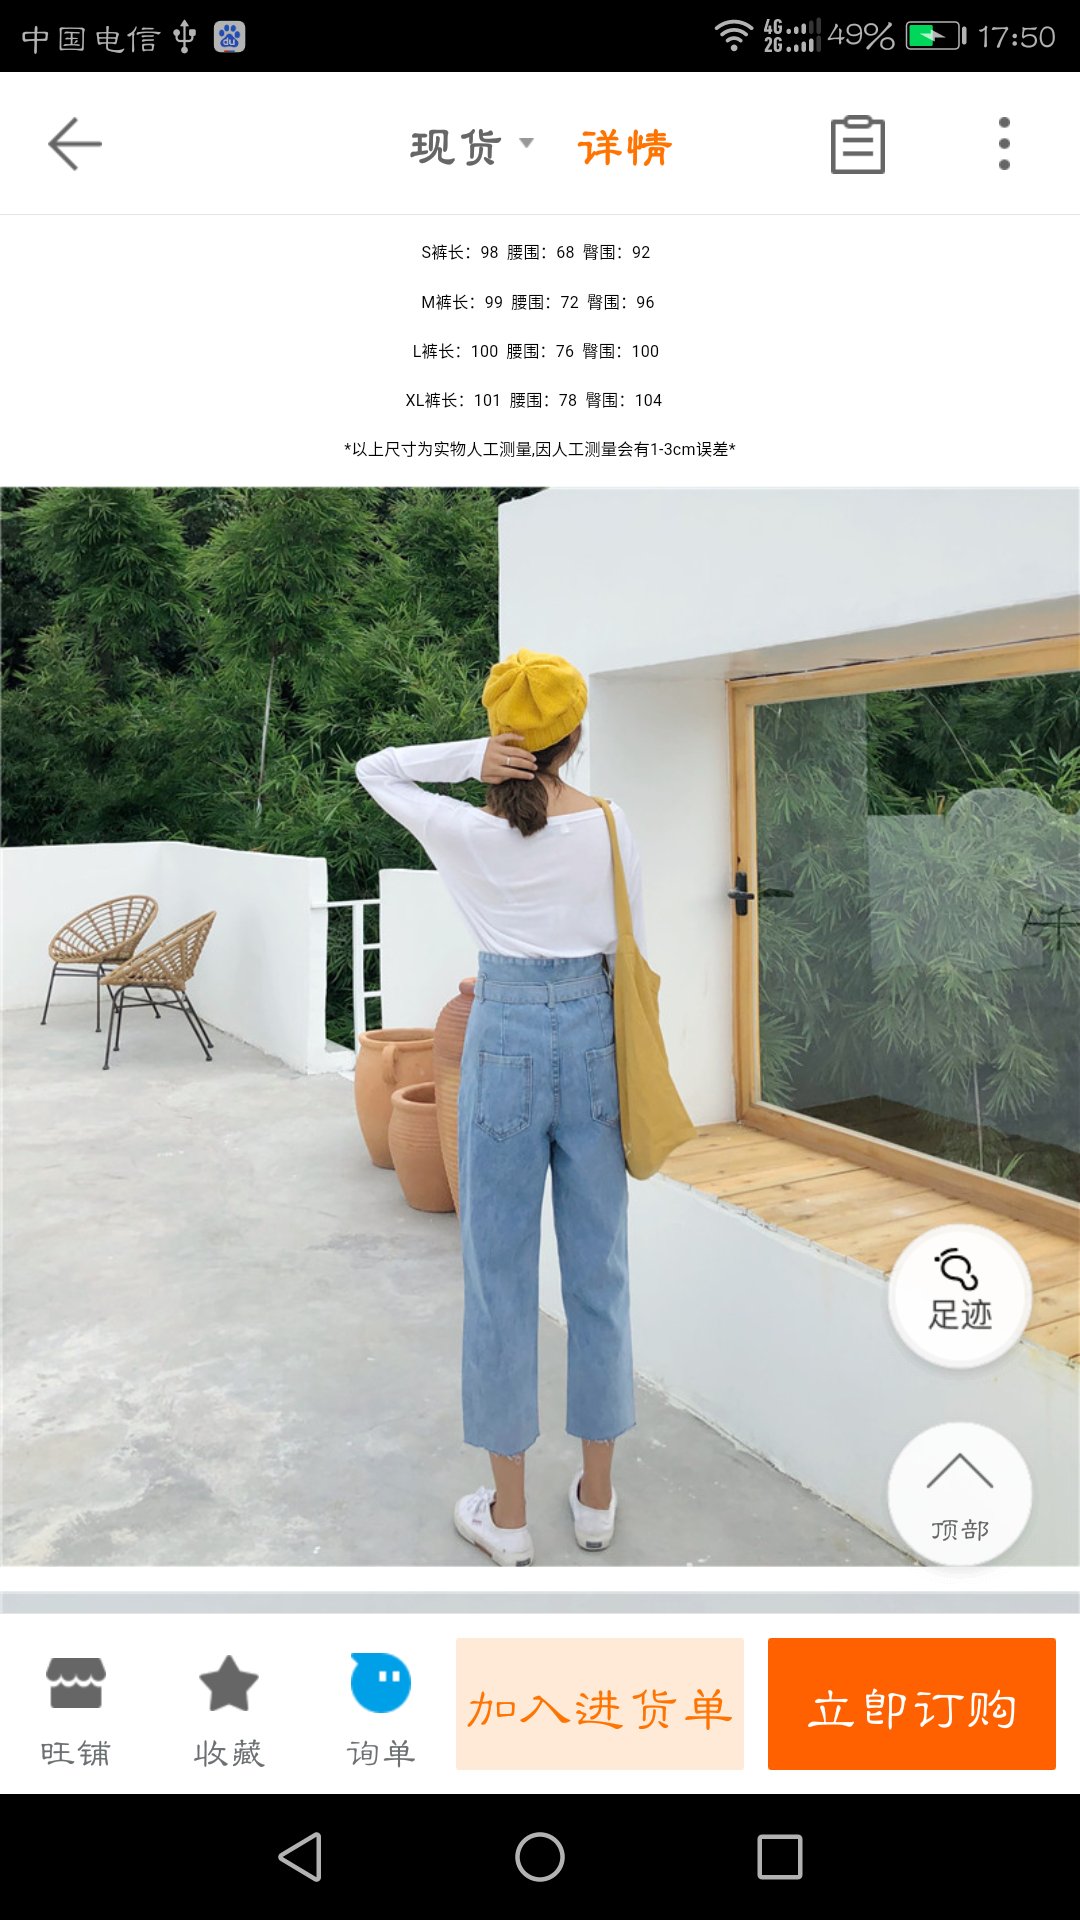 中国电信
4G
2G
49%
17:50
现货 详情
S裤长：98 腰围：68 臀围：92
M裤长：99 腰围：72 臀围：96
L裤长：100 腰围：76 臀围：100
XL裤长：101 腰围：78 臀围：104
*以上尺寸为实物人工测量,因人工测量会有1-3cm误差*
足迹
顶部
旺铺
收藏
询单
加入进货单
立即订购